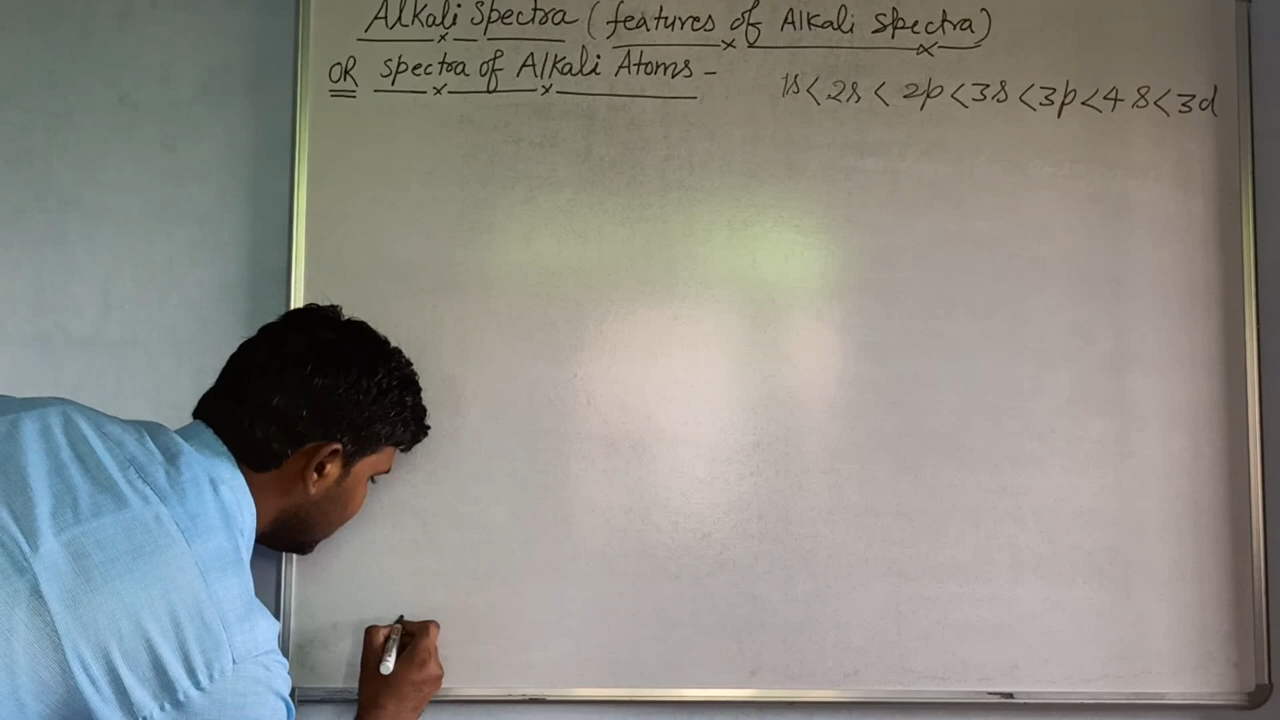 Alkali Spectra (features of Alkali spectra)
OR spectra of Alkali Atoms -
1s < 2s < 2p < 3s < 3p < 4s < 3d